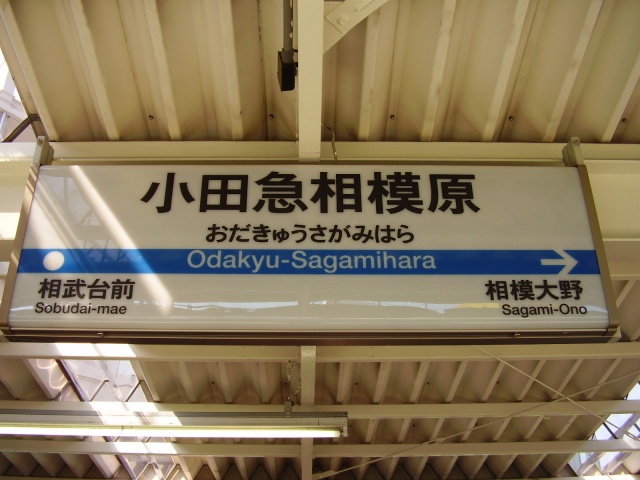 小田急相模原
おだきゅうさがみはら
Odakyu-Sagamihara
相武台前
Sobudai-mae
相模大野
Sagami-Ono